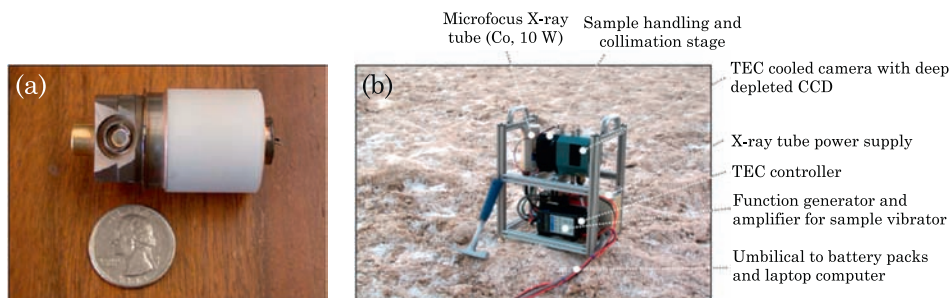 Microfocus X-ray
tube (Co, 10 W)
Sample handling and
collimation stage
(a)
(b)
TEC cooled camera with deep
depleted CCD
X-ray tube power supply
TEC controller
Function generator and
amplifier for sample vibrator
Umbilical to battery packs
and laptop computer